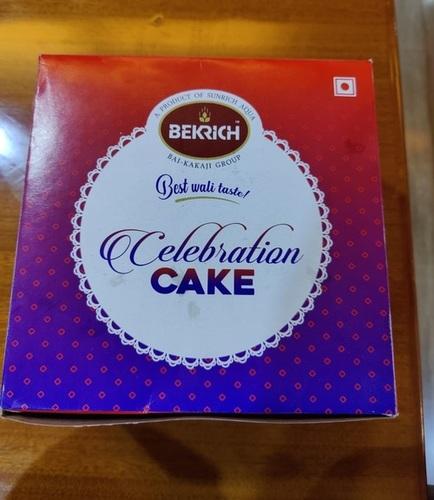 A PRODUCT OF SUNRICH AQUA
BEKRICH
BAI-KAKAJI GROUP
Best wali taste!
Celebration
CAKE